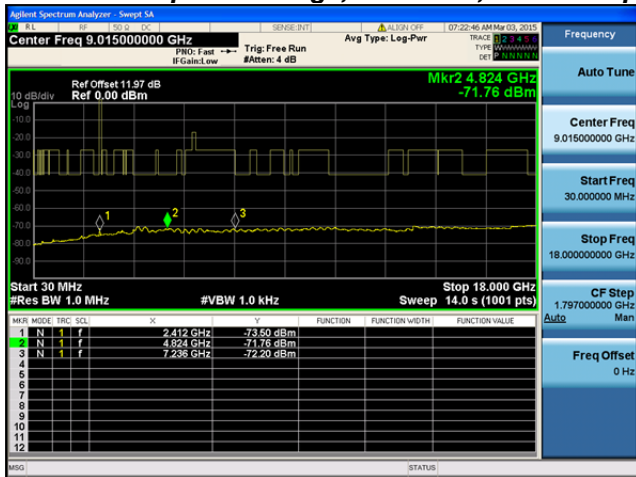 Agilent Spectrum Analyzer - Swept SA
RL RF 50 Ω DC SENSE:INT ALIGN OFF 07:22:46 AM Mar 03, 2015
Center Freq 9.015000000 GHz
PNO: Fast Trig: Free Run Avg Type: Log-Pwr TRACE 1 2 3 4 5 6
IFGain:Low #Atten: 4 dB TYPE
DET P N N N N N
Mkr2 4.824 GHz
-71.76 dBm
Ref Offset 11.97 dB
10 dB/div Ref 0.00 dBm
Log
-10.0
-20.0
-30.0
-40.0
-50.0
-60.0
-70.0
-80.0
-90.0
1 2 3
Start 30 MHz Stop 18.000 GHz
#Res BW 1.0 MHz #VBW 1.0 kHz Sweep 14.0 s (1001 pts)
MKR MODE TRC SCL X Y FUNCTION FUNCTION WIDTH FUNCTION VALUE
1 N 1 f 2.412 GHz -73.50 dBm
2 N 1 f 4.824 GHz -71.76 dBm
3 N 1 f 7.236 GHz -72.20 dBm
4
5
6
7
8
9
10
11
12
MSG STATUS
Frequency
Auto Tune
Center Freq
9.015000000 GHz
Start Freq
30.000000 MHz
Stop Freq
18.000000000 GHz
CF Step
1.797000000 GHz
Auto Man
Freq Offset
0 Hz